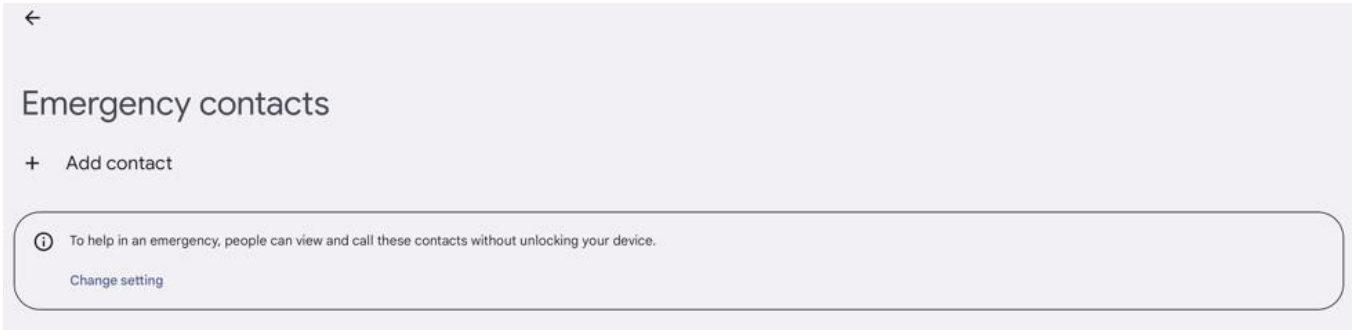 Emergency contacts
+ Add contact
To help in an emergency, people can view and call these contacts without unlocking your device.
Change setting